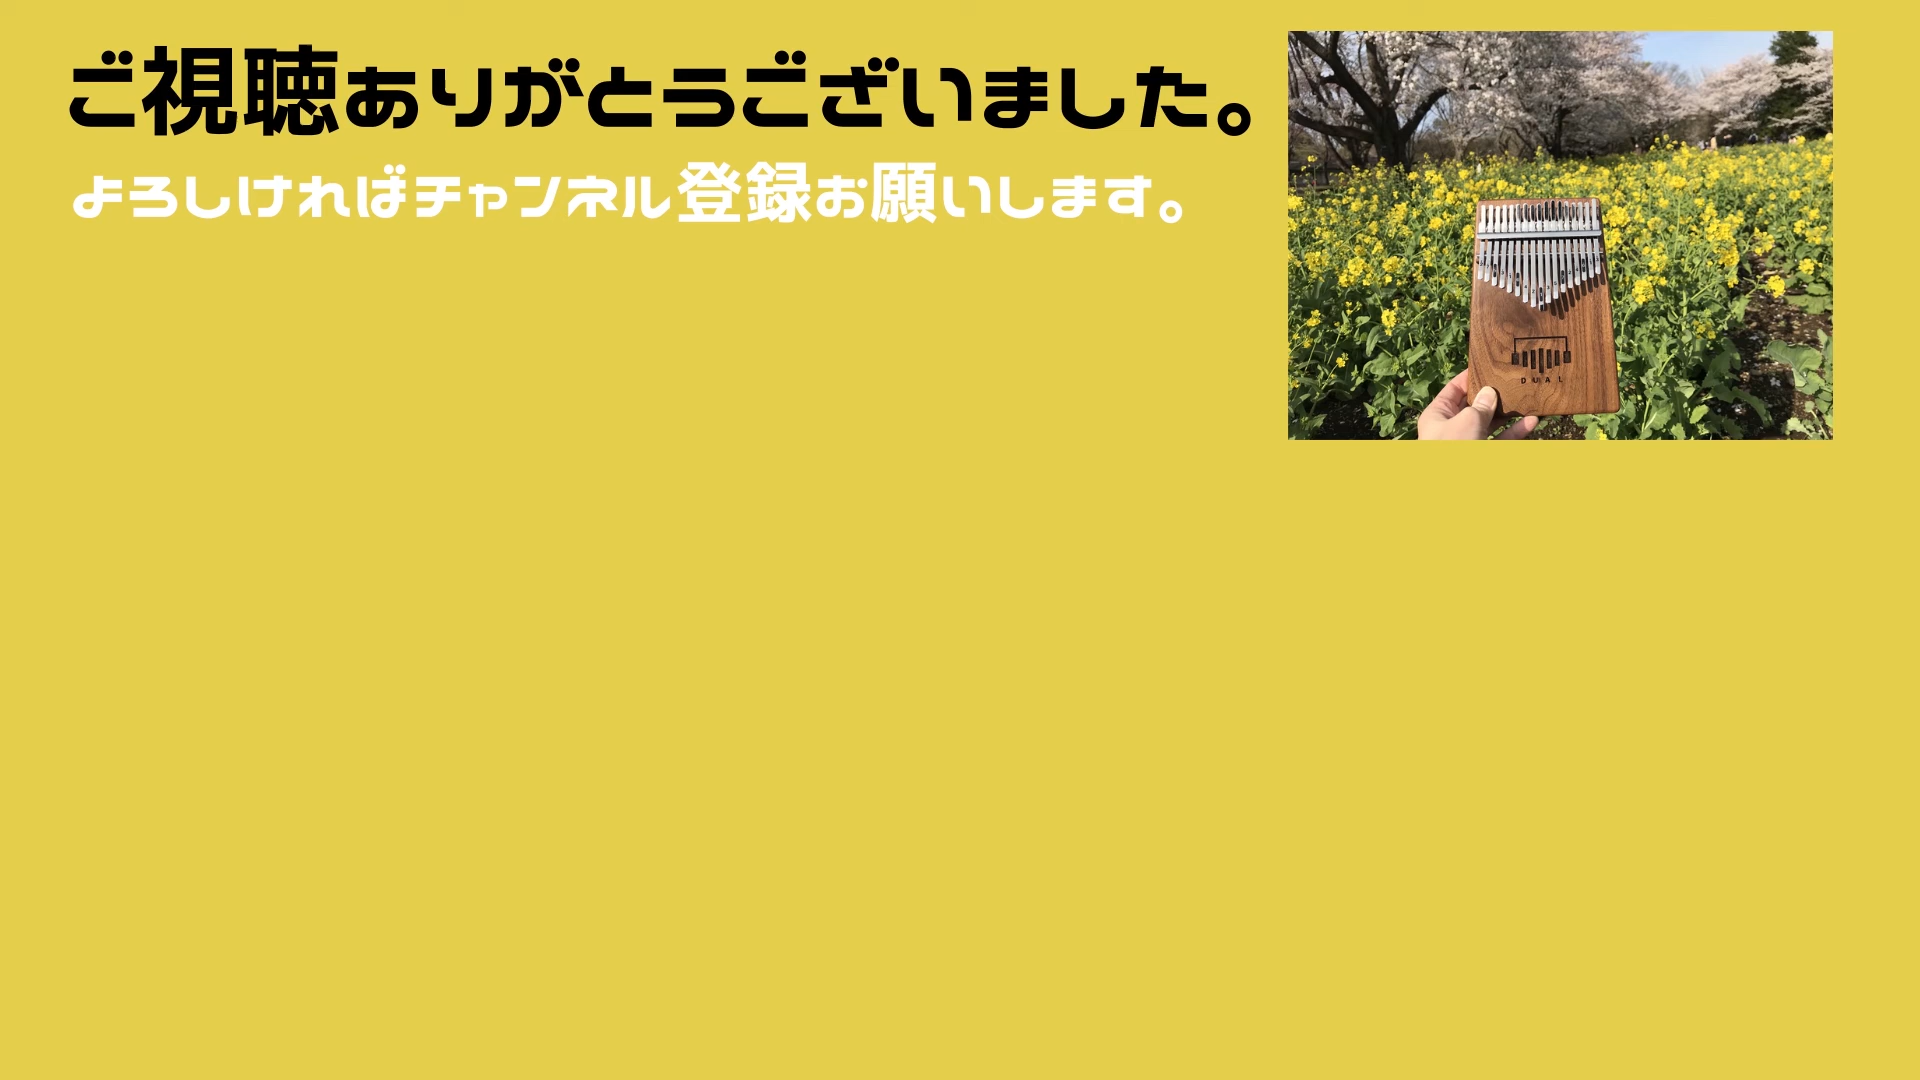 ご視聴ありがとうございました。
よろしければチャンネル登録お願いします。
DUAL